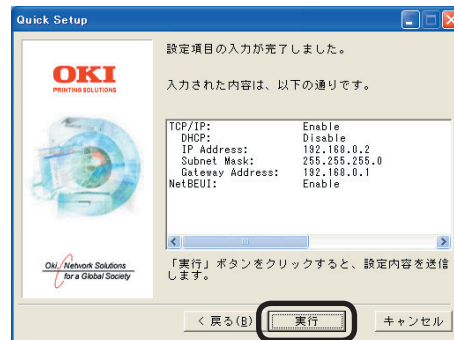 Quick Setup
OKI
PRINTING SOLUTIONS
設定項目の入力が完了しました。
入力された内容は、以下の通りです。
TCP/IP: Enable
DHCP: Disable
IP Address: 192.168.0.2
Subnet Mask: 255.255.255.0
Gateway Address: 192.168.0.1
NetBEUI: Enable
Oki, Network Solutions
for a Global Society
「実行」ボタンをクリックすると、設定内容を送信
します。
< 戻る(B) 実行 キャンセル